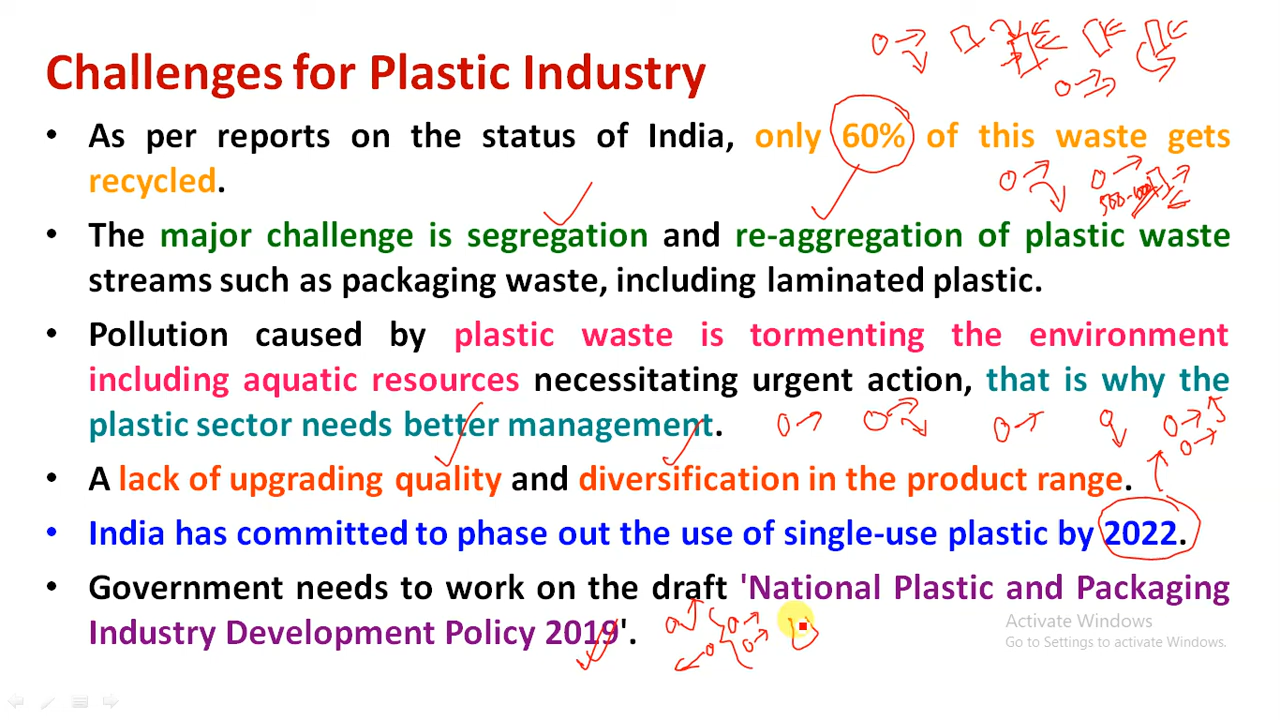 Challenges for Plastic Industry
• As per reports on the status of India, only 60% of this waste gets
recycled.
• The major challenge is segregation and re-aggregation of plastic waste
streams such as packaging waste, including laminated plastic.
• Pollution caused by plastic waste is tormenting the environment
including aquatic resources necessitating urgent action, that is why the
plastic sector needs better management.
• A lack of upgrading quality and diversification in the product range.
• India has committed to phase out the use of single-use plastic by 2022.
• Government needs to work on the draft 'National Plastic and Packaging
Industry Development Policy 2019'.
Activate Windows
Go to Settings to activate Windows.